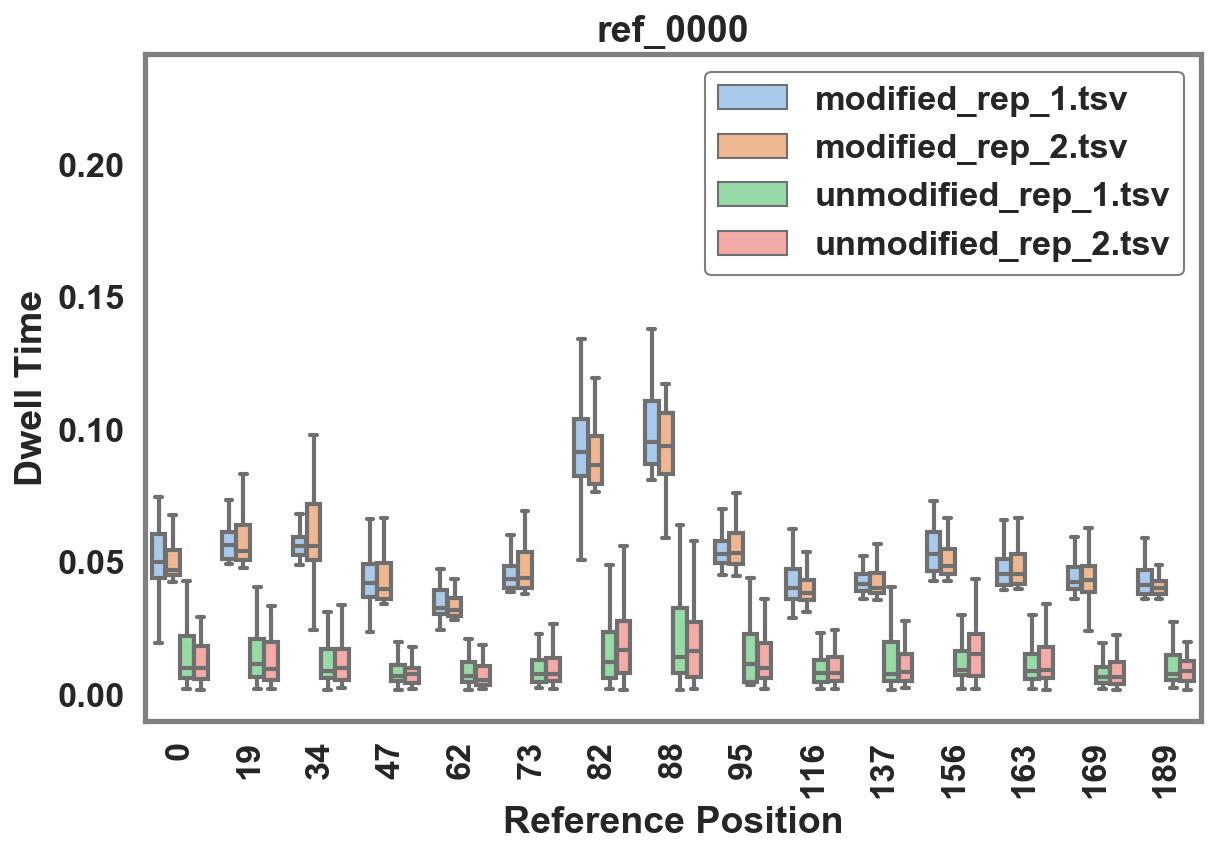 ref_0000
modified_rep_1.tsv
modified_rep_2.tsv
unmodified_rep_1.tsv
unmodified_rep_2.tsv
Dwell Time
0.20
0.15
0.10
0.05
0.00
0 19 34 47 62 73 82 88 95 116 137 156 163 169 189
Reference Position